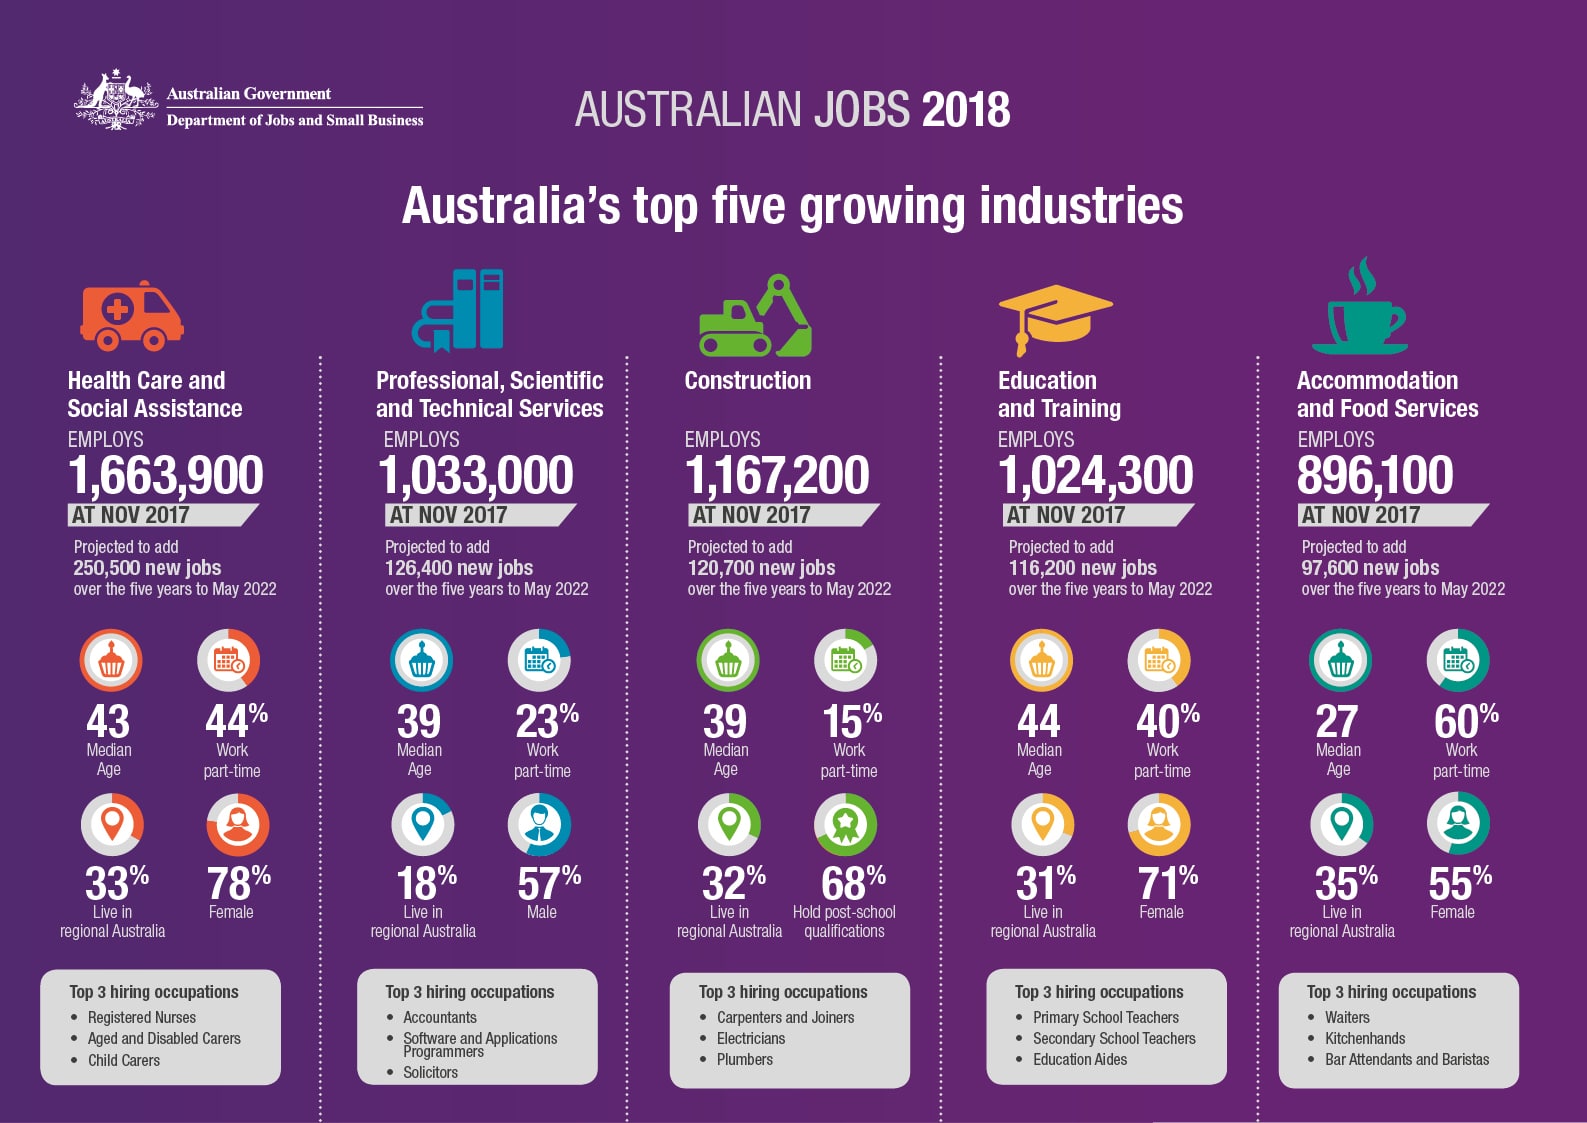 Australian Government
Department of Jobs and Small Business
AUSTRALIAN JOBS 2018
Australia's top five growing industries
Health Care and
Social Assistance
EMPLOYS
1,663,900
AT NOV 2017
Projected to add
250,500 new jobs
over the five years to May 2022
43
Median
Age
44%
Work
part-time
33%
Live in
regional Australia
78%
Female
Top 3 hiring occupations
• Registered Nurses
• Aged and Disabled Carers
• Child Carers
Professional, Scientific
and Technical Services
EMPLOYS
1,033,000
AT NOV 2017
Projected to add
126,400 new jobs
over the five years to May 2022
39
Median
Age
23%
Work
part-time
18%
Live in
regional Australia
57%
Male
Top 3 hiring occupations
• Accountants
• Software and Applications
Programmers
• Solicitors
Construction
EMPLOYS
1,167,200
AT NOV 2017
Projected to add
120,700 new jobs
over the five years to May 2022
39
Median
Age
15%
Work
part-time
32%
Live in
regional Australia
68%
Hold post-school
qualifications
Top 3 hiring occupations
• Carpenters and Joiners
• Electricians
• Plumbers
Education
and Training
EMPLOYS
1,024,300
AT NOV 2017
Projected to add
116,200 new jobs
over the five years to May 2022
44
Median
Age
40%
Work
part-time
31%
Live in
regional Australia
71%
Female
Top 3 hiring occupations
• Primary School Teachers
• Secondary School Teachers
• Education Aides
Accommodation
and Food Services
EMPLOYS
896,100
AT NOV 2017
Projected to add
97,600 new jobs
over the five years to May 2022
27
Median
Age
60%
Work
part-time
35%
Live in
regional Australia
55%
Female
Top 3 hiring occupations
• Waiters
• Kitchenhands
• Bar Attendants and Baristas